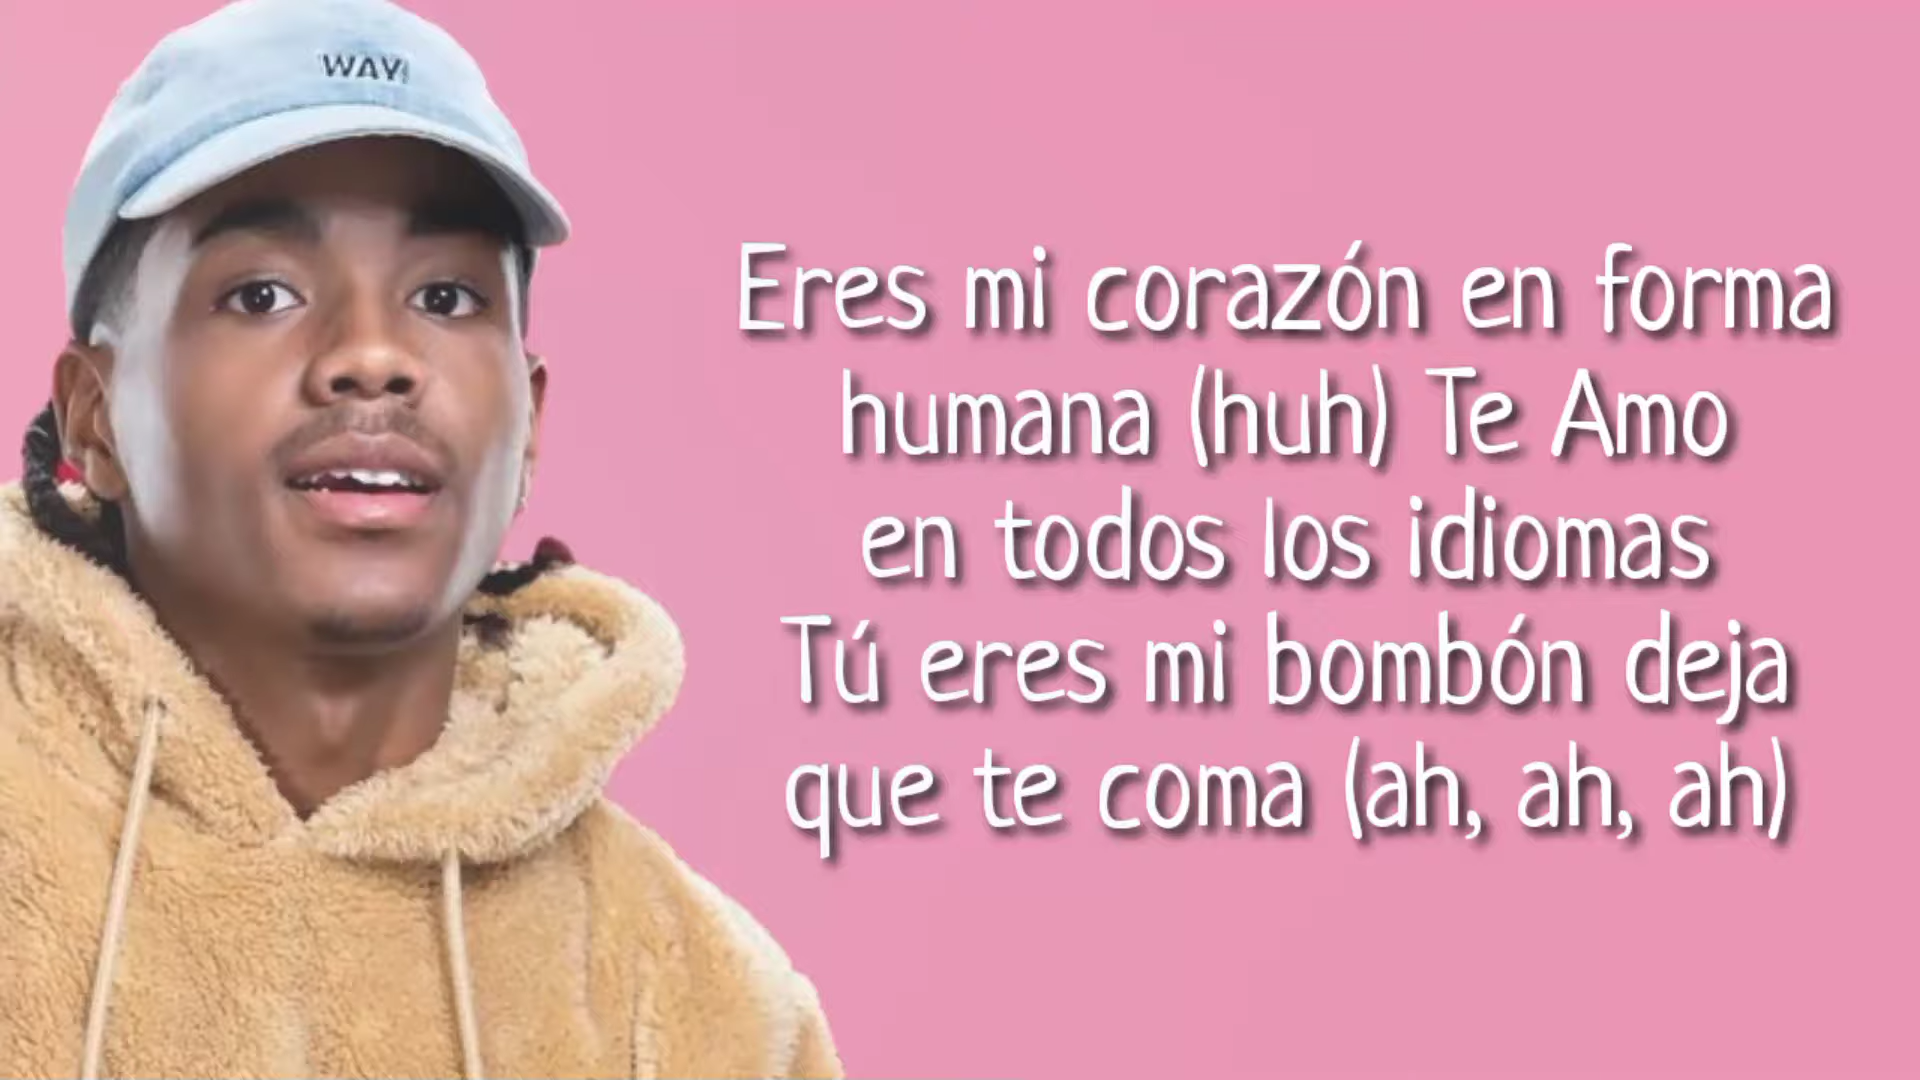 WAY!
Eres mi corazón en forma
humana (huh) Te Amo
en todos los idiomas
Tú eres mi bombón deja
que te coma (ah, ah, ah)